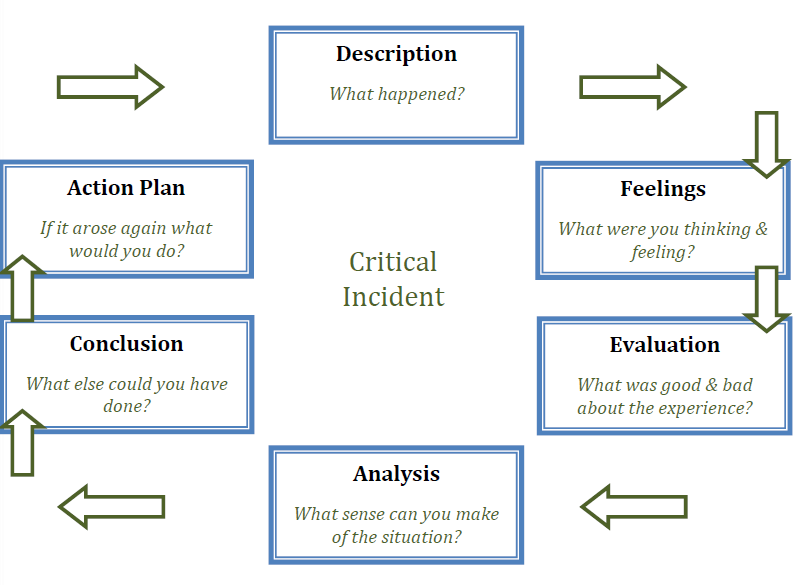 Description
What happened?
Feelings
What were you thinking &
feeling?
Evaluation
What was good & bad
about the experience?
Analysis
What sense can you make
of the situation?
Conclusion
What else could you have
done?
Action Plan
If it arose again what
would you do?
Critical
Incident